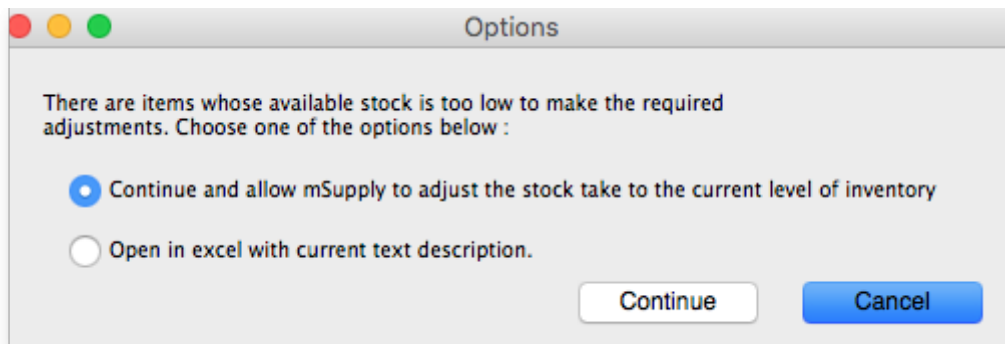 Options
There are items whose available stock is too low to make the required
adjustments. Choose one of the options below :
Continue and allow mSupply to adjust the stock take to the current level of inventory
Open in excel with current text description.
Continue Cancel